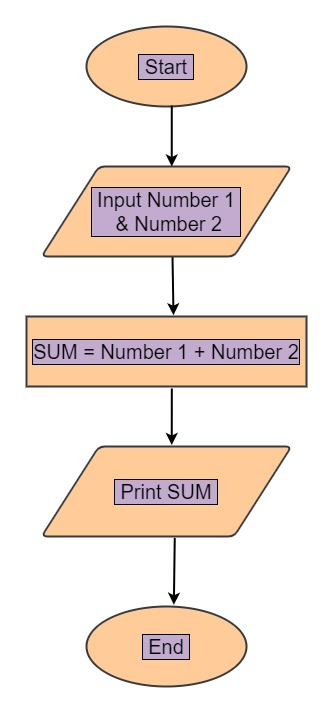 Start
Input Number 1
& Number 2
SUM = Number 1 + Number 2
Print SUM
End